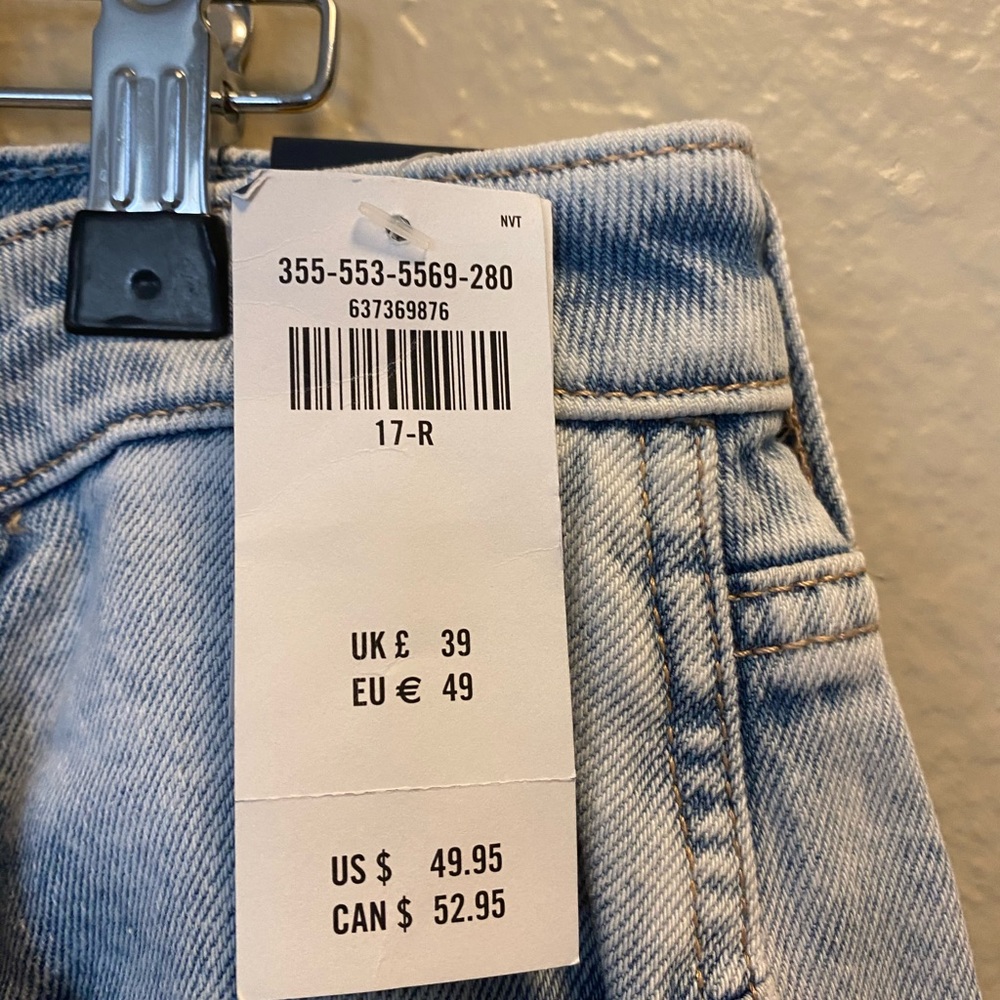 NVT
355-553-5569-280
637369876
17-R
UK £ 39
EU € 49
US $ 49.95
CAN $ 52.95